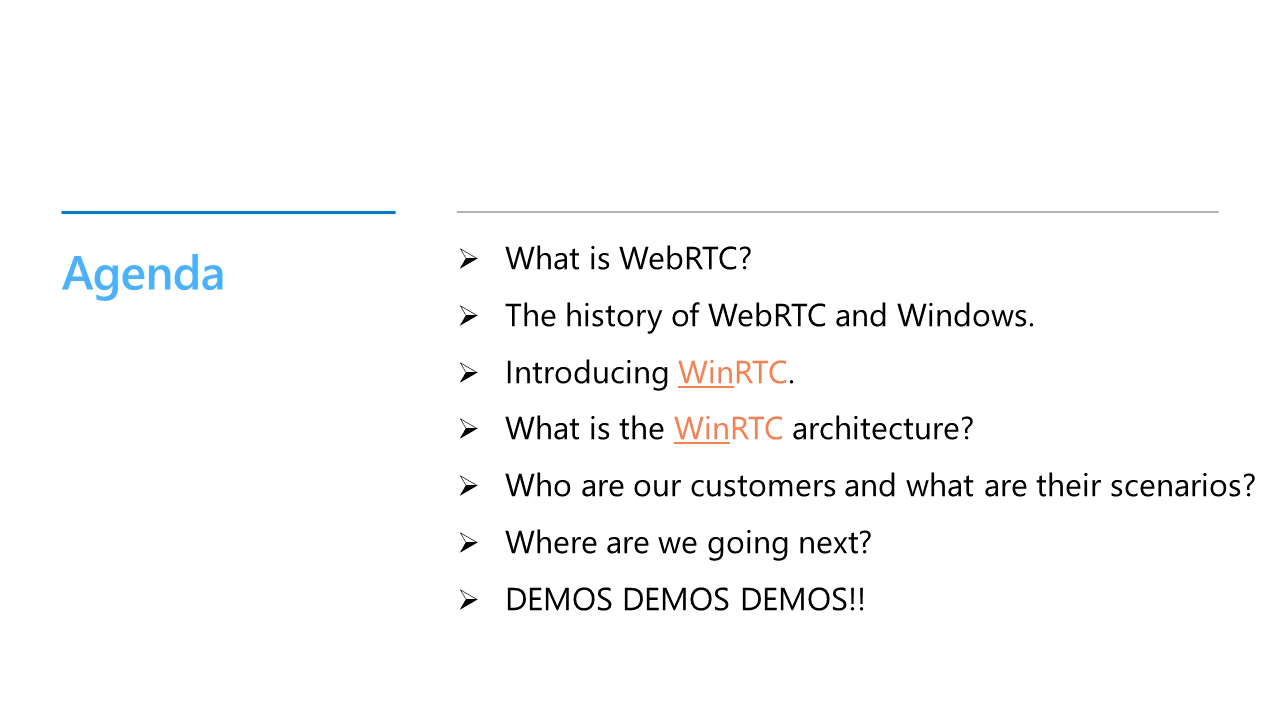 Agenda
What is WebRTC?
The history of WebRTC and Windows.
Introducing WinRTC.
What is the WinRTC architecture?
Who are our customers and what are their scenarios?
Where are we going next?
DEMOS DEMOS DEMOS!!